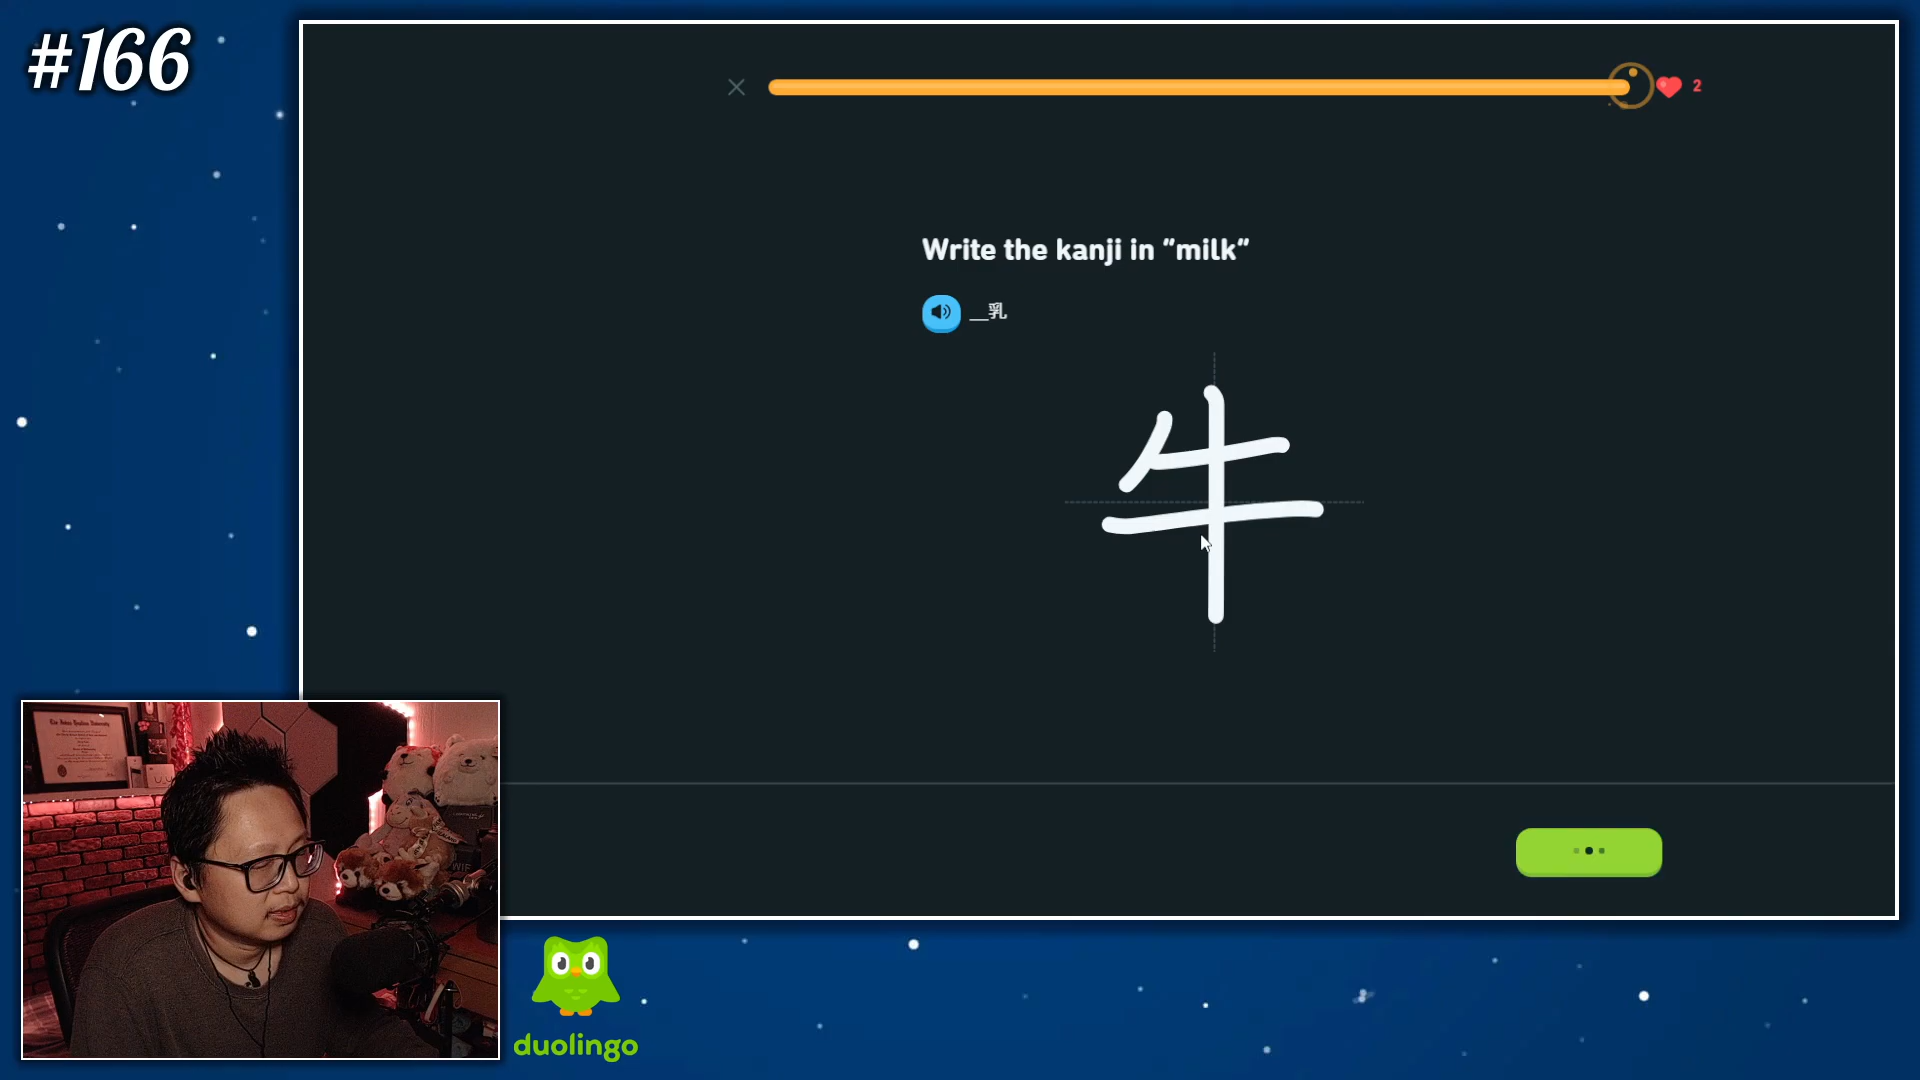 #166
2
Write the kanji in “milk”
__乳
牛
duolingo